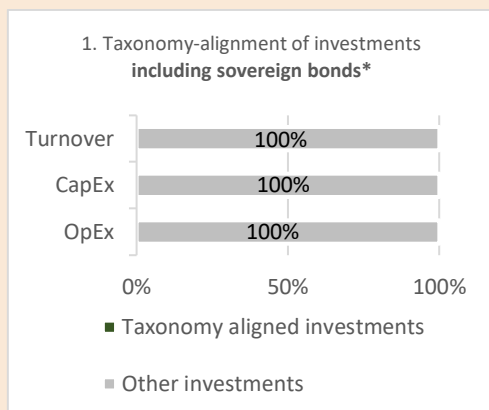 1. Taxonomy-alignment of investments
including sovereign bonds*
Turnover
100%
CapEx
100%
OpEx
100%
0%
50%
100%
Taxonomy aligned investments
Other investments